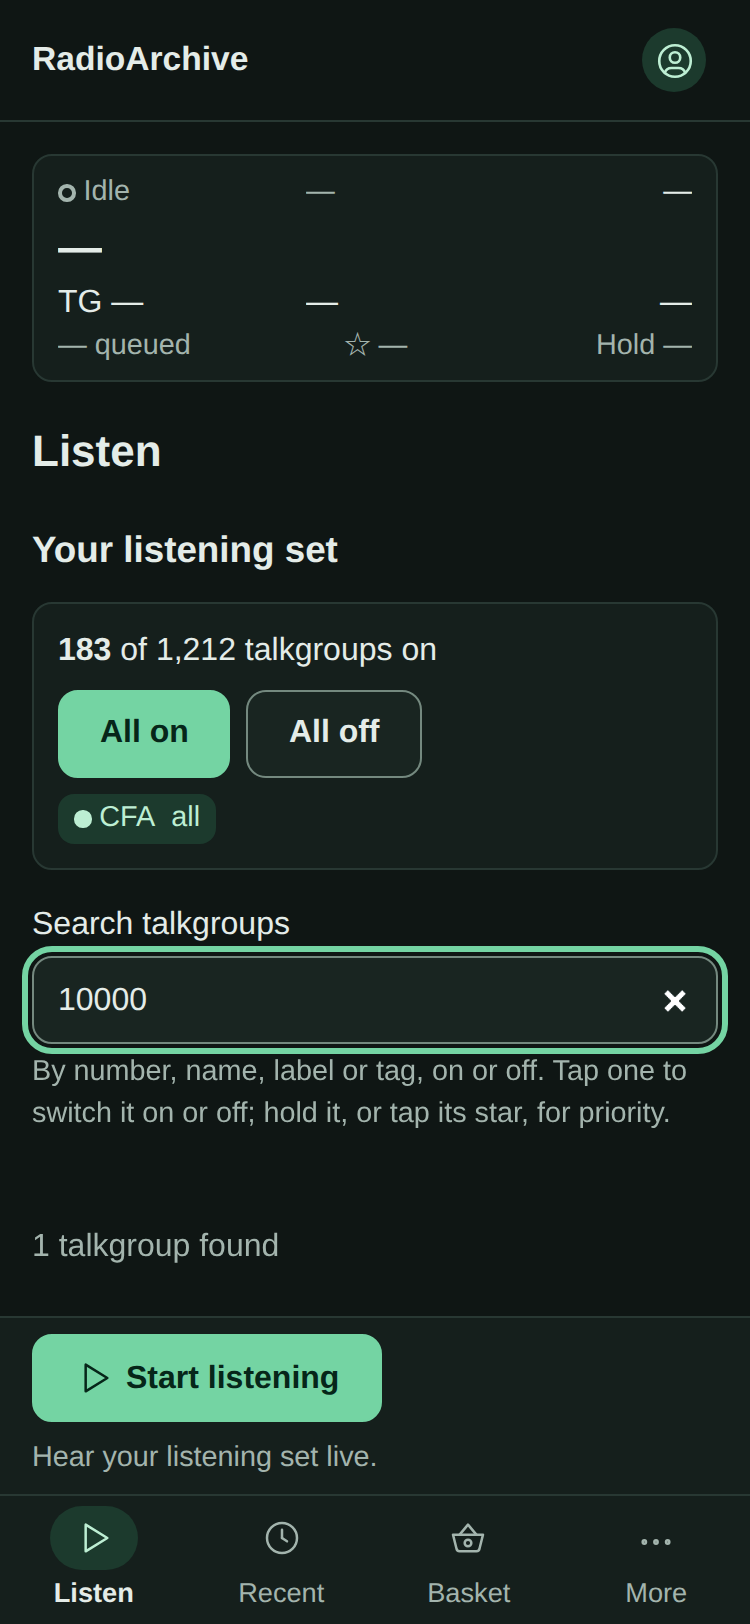 RadioArchive
Idle — —
—
TG — — —
— queued ☆ — Hold —
Listen
Your listening set
183 of 1,212 talkgroups on
All on All off
CFA all
Search talkgroups
10000
By number, name, label or tag, on or off. Tap one to
switch it on or off; hold it, or tap its star, for priority.
1 talkgroup found
Start listening
Hear your listening set live.
Listen Recent Basket More